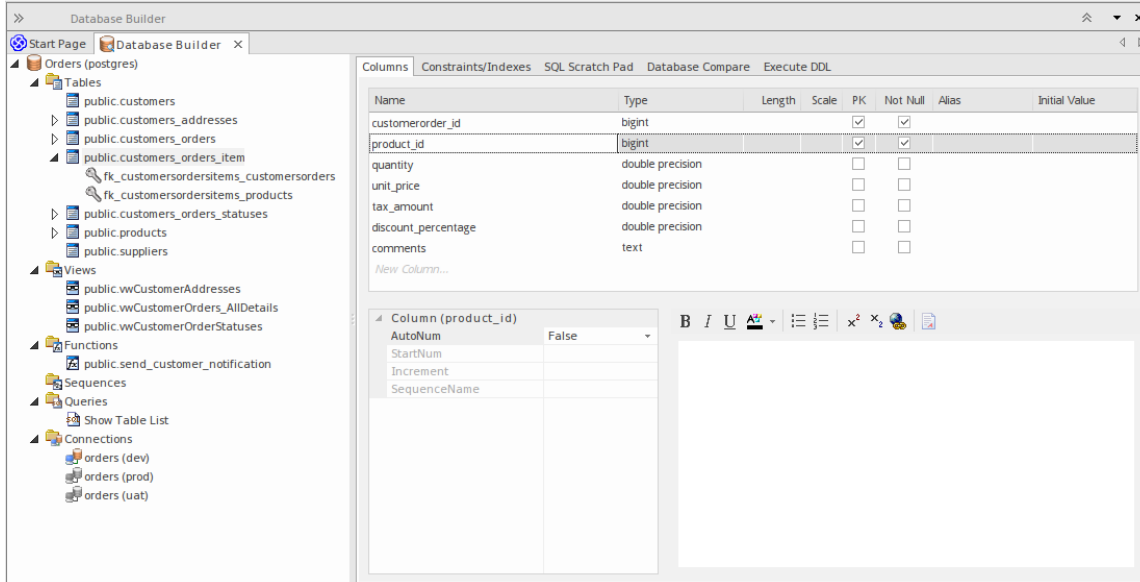 Database Builder
Start Page Database Builder
Orders (postgres)
Tables
public.customers
public.customers_addresses
public.customers_orders
public.customers_orders_item
fk_customersordersitems_customersorders
fk_customersordersitems_products
public.customers_orders_statuses
public.products
public.suppliers
Views
public.vwCustomerAddresses
public.vwCustomerOrders_AllDetails
public.vwCustomerOrderStatuses
Functions
public.send_customer_notification
Sequences
Queries
Show Table List
Connections
orders (dev)
orders (prod)
orders (uat)
Columns Constraints/Indexes SQL Scratch Pad Database Compare Execute DDL
Name Type Length Scale PK Not Null Alias Initial Value
customerorder_id bigint
product_id bigint
quantity double precision
unit_price double precision
tax_amount double precision
discount_percentage double precision
comments text
New Column...
Column (product_id)
AutoNum False
StartNum
Increment
SequenceName
B I U A x² x₂